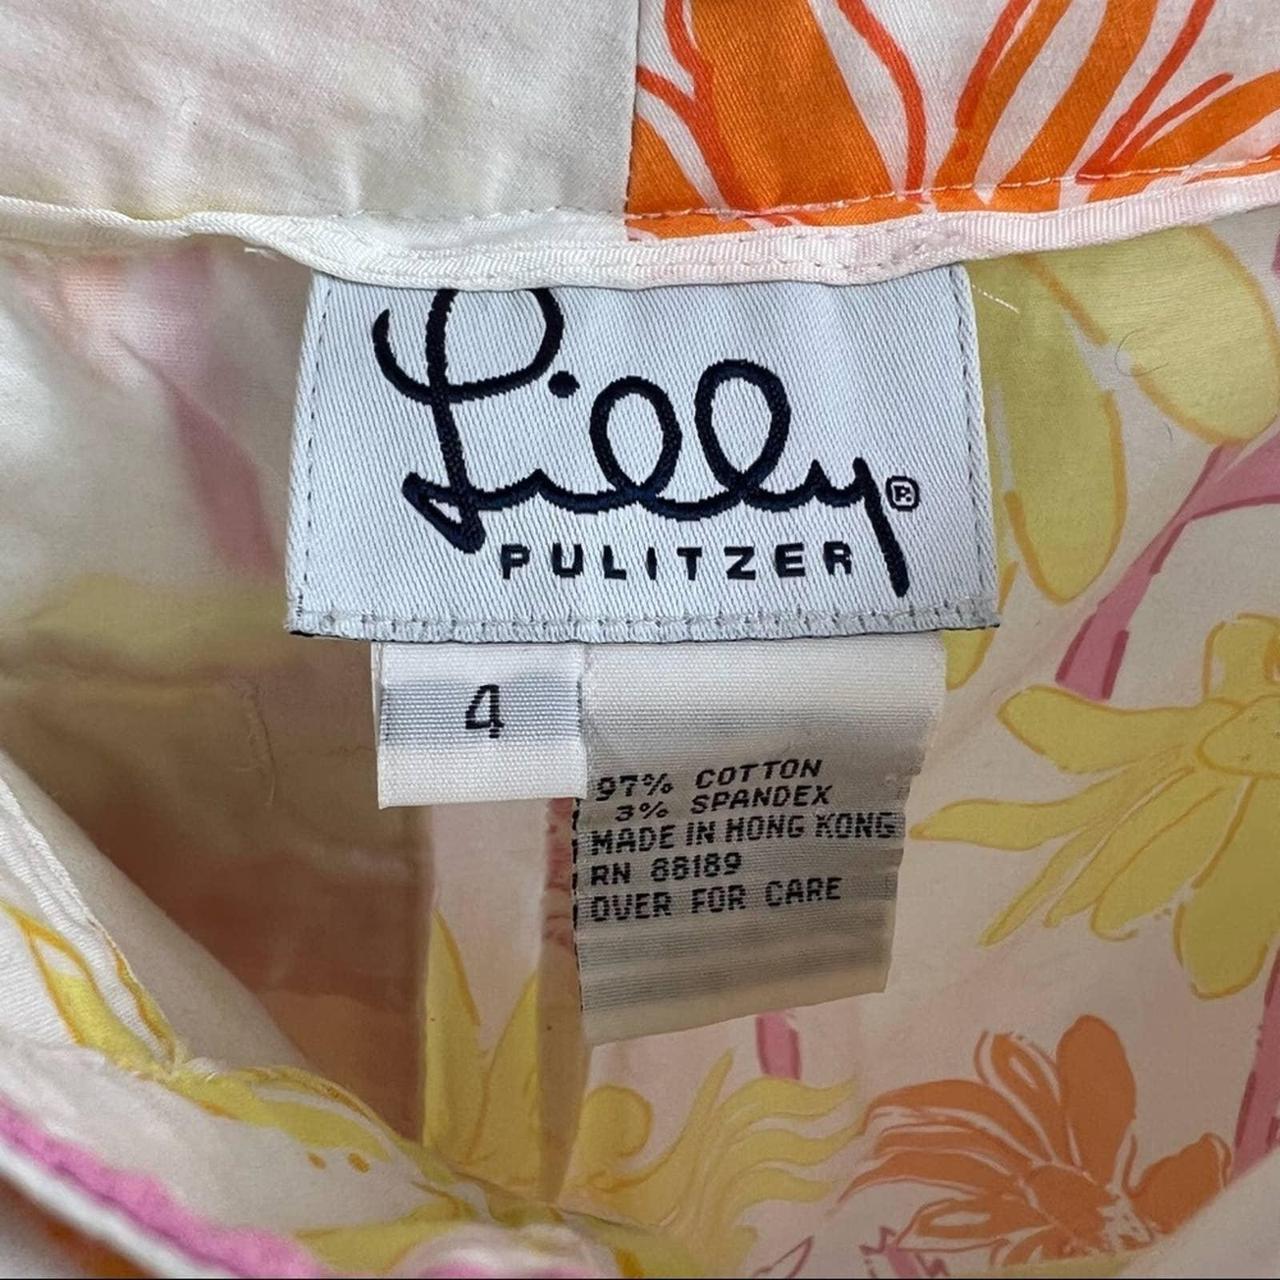 Lilly®
PULITZER
4
97% COTTON
3% SPANDEX
MADE IN HONG KONG
RN 88189
OVER FOR CARE